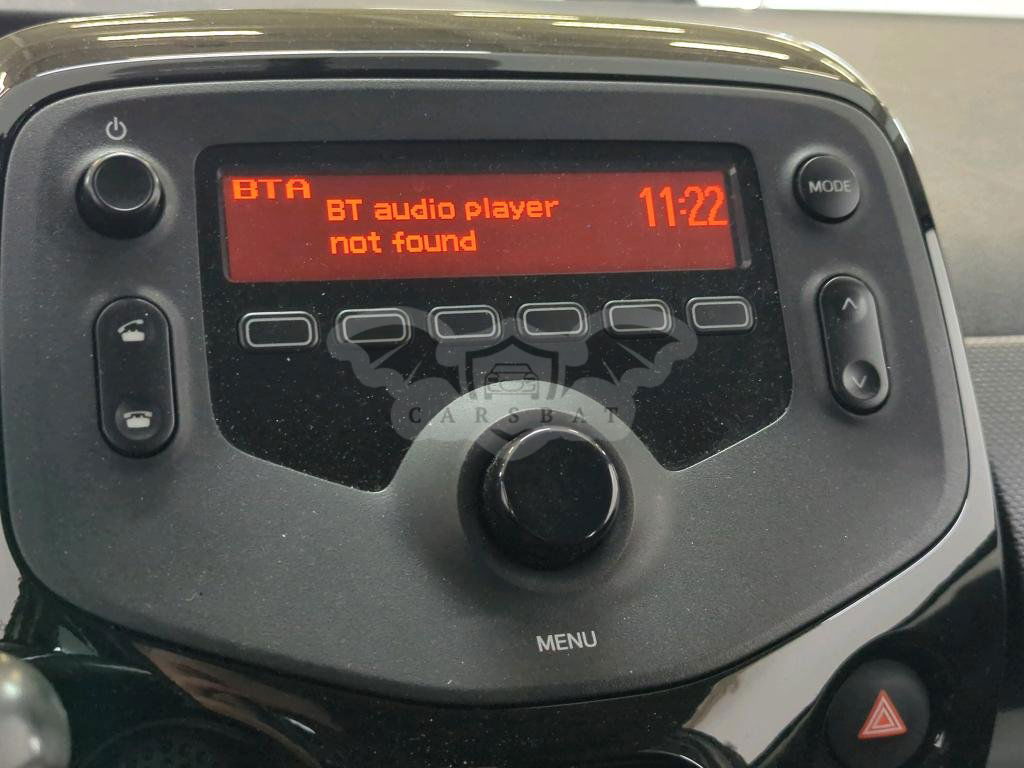 BTA
BT audio player
not found
11:22
MODE
CARSBAT
MENU